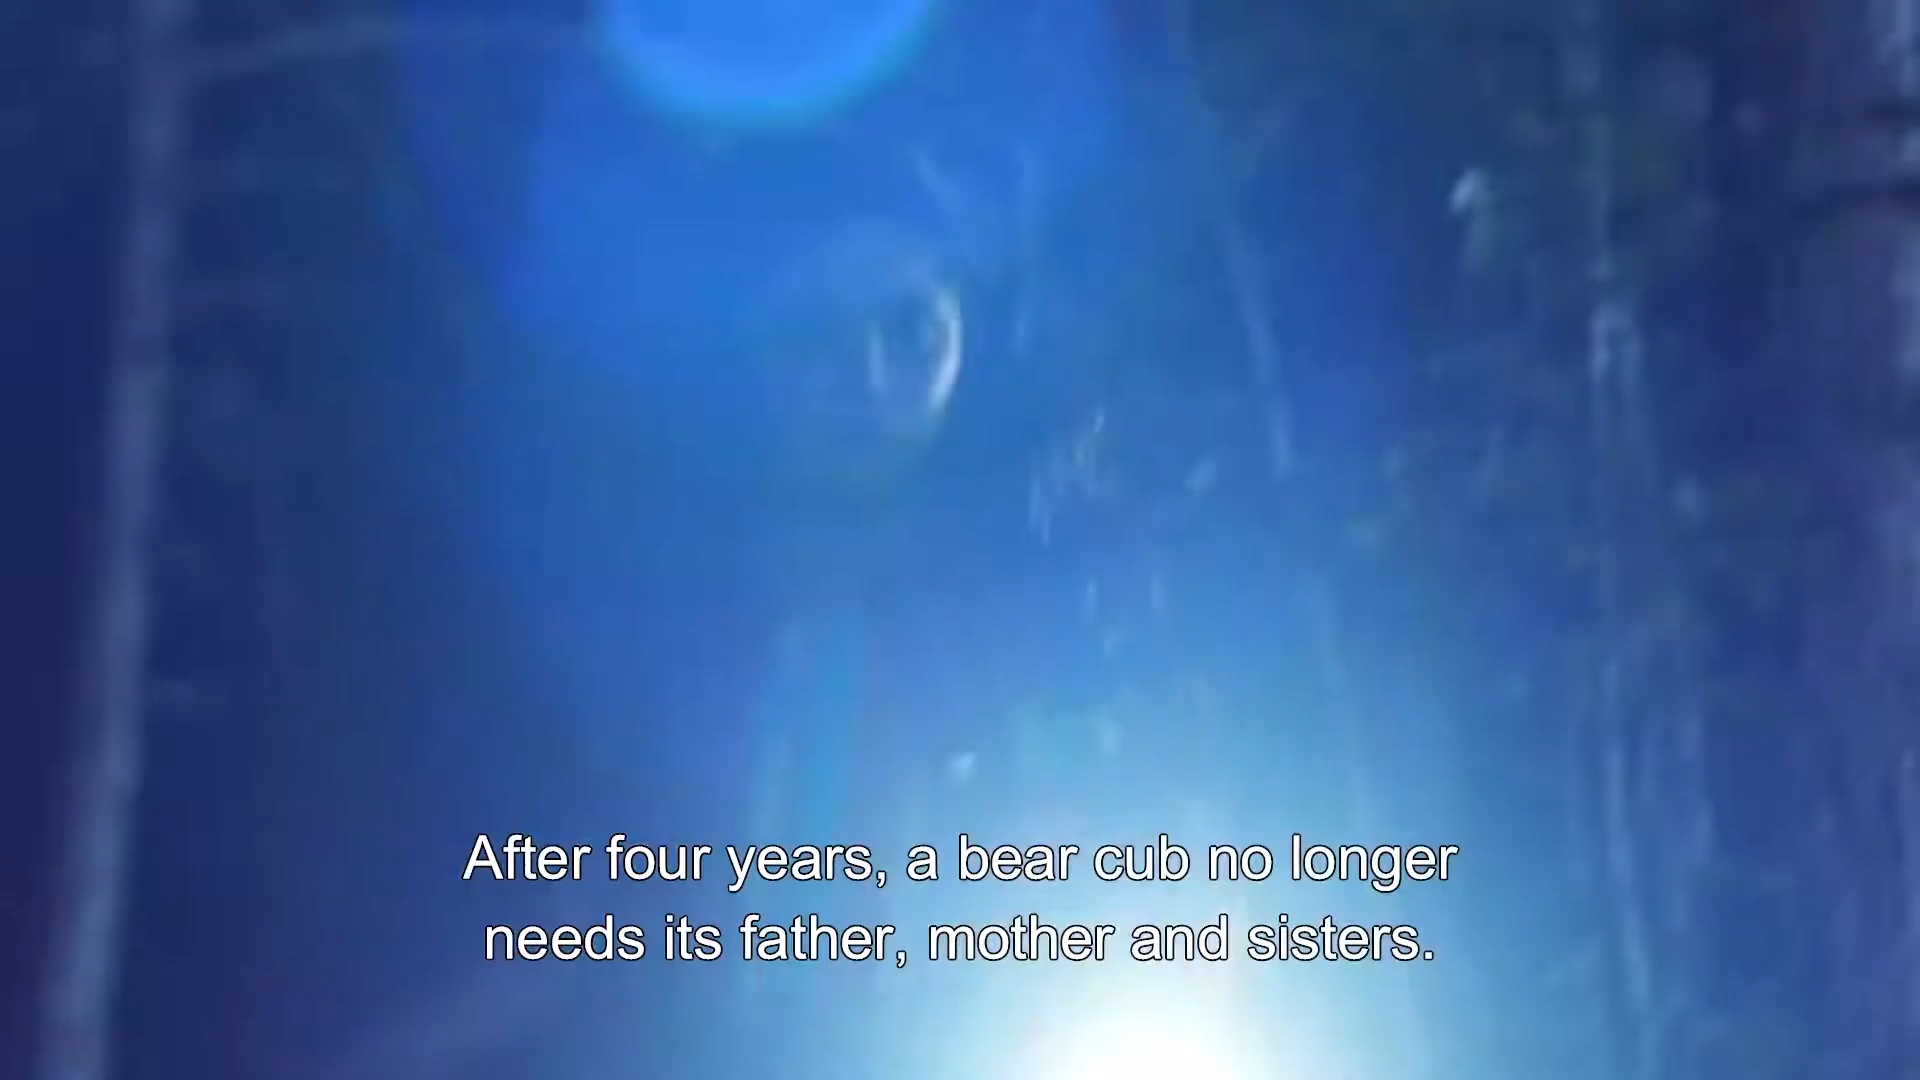 After four years, a bear cub no longer
needs its father, mother and sisters.